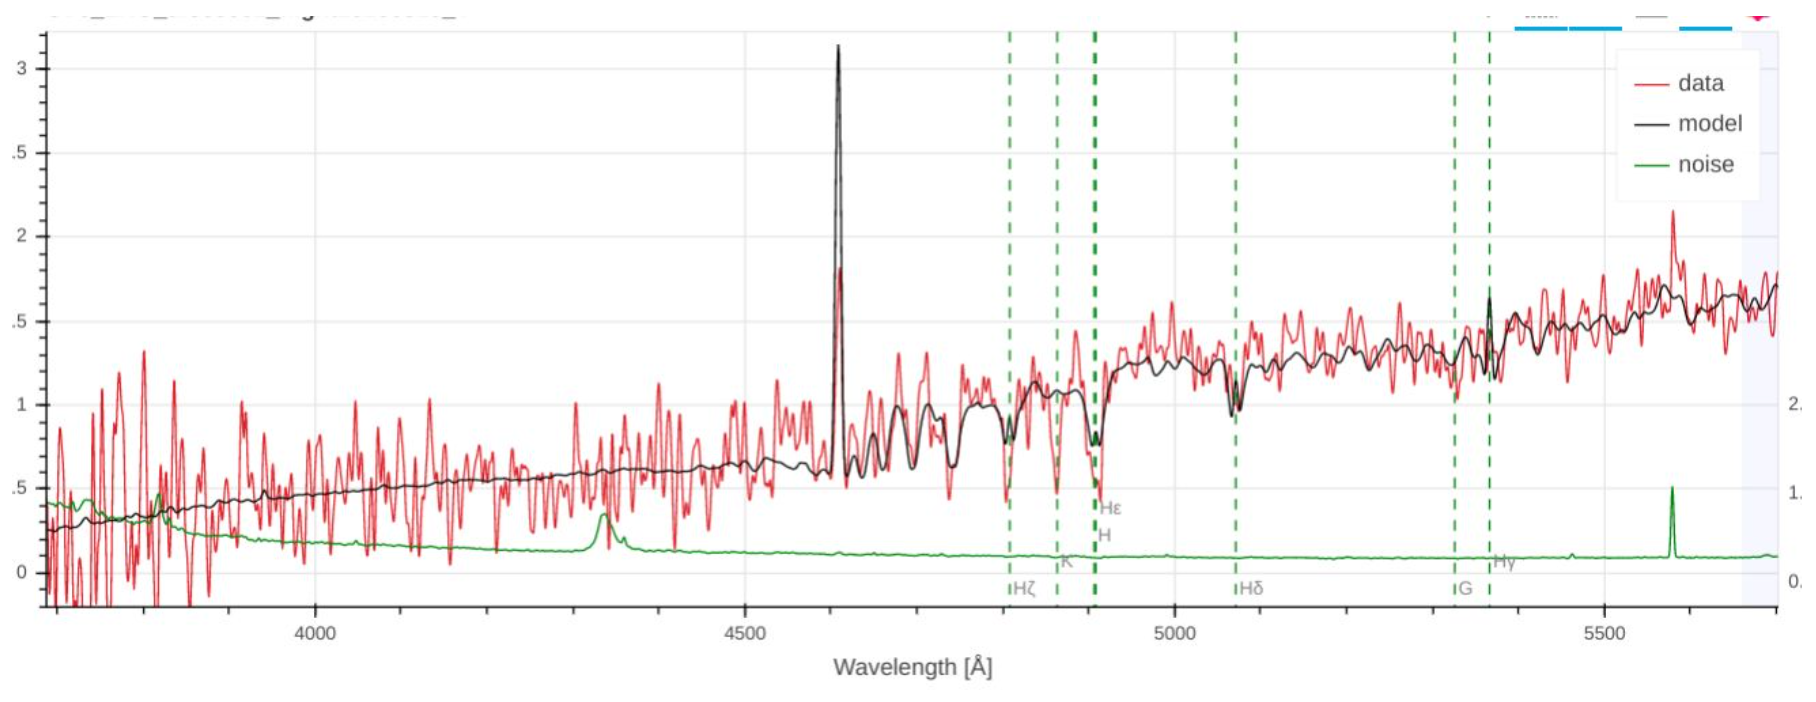 data
model
noise
3
.5
2
.5
1
.5
0
2.
1.
0.
Hε
H
K
Hγ
Hζ
Hδ
G
4000
4500
5000
5500
Wavelength [Å]